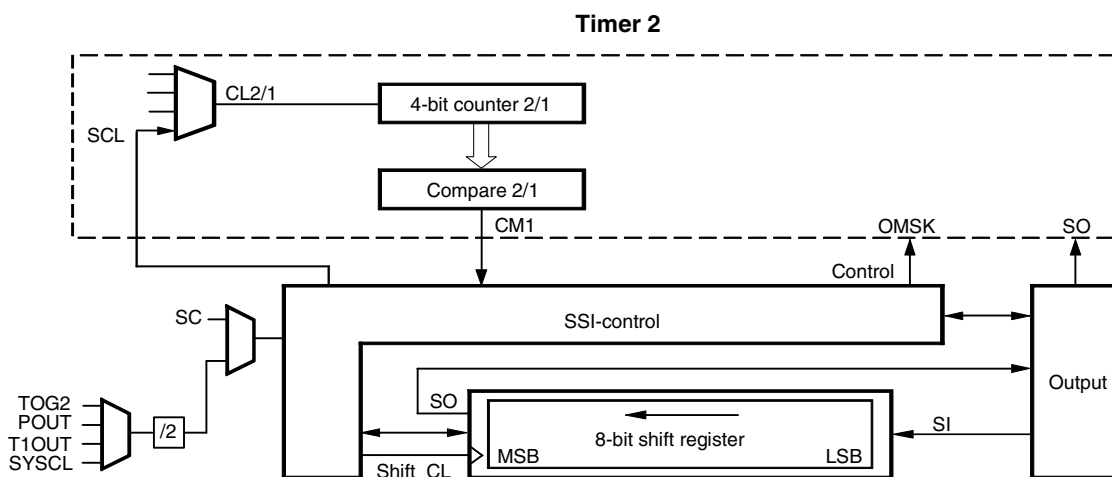 Timer 2
CL2/1
4-bit counter 2/1
SCL
Compare 2/1
CM1
OMSK
SO
Control
SC
SSI-control
TOG2
POUT
T1OUT
SYSCL
/2
SO
Output
8-bit shift register
SI
MSB
LSB
Shift_CL